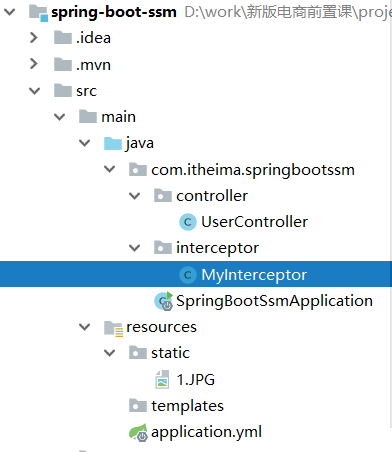 spring-boot-ssm D:\work\新版电商前置课\proje
.idea
.mvn
src
main
java
com.itheima.springbootssm
controller
UserController
interceptor
MyInterceptor
SpringBootSsmApplication
resources
static
1.JPG
templates
application.yml